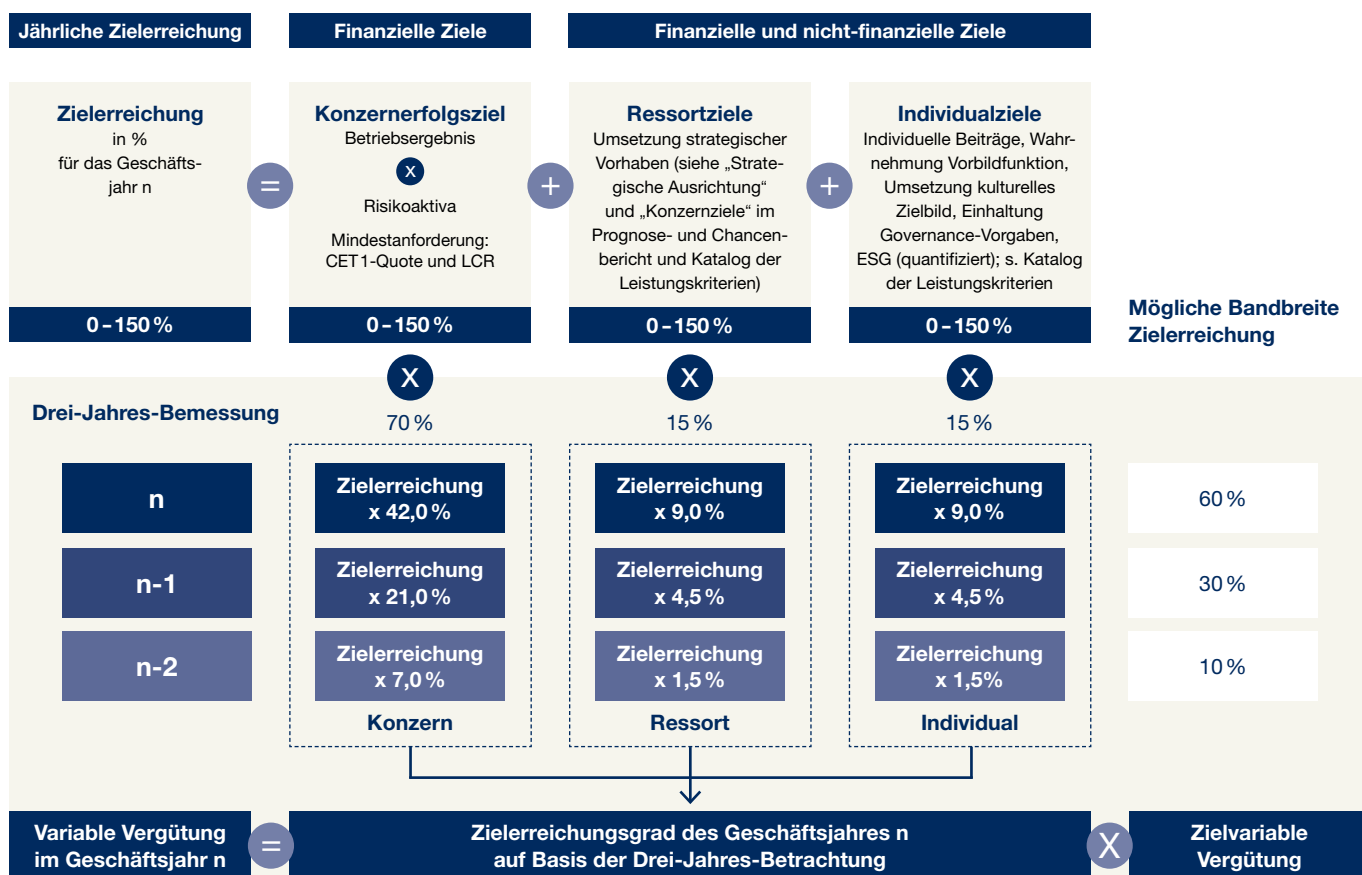 Jährliche Zielerreichung
Finanzielle Ziele
Finanzielle und nicht-finanzielle Ziele
Zielerreichung
in %
für das Geschäfts-
jahr n
0 – 150 %
=
Konzernerfolgsziel
Betriebsergebnis
x
Risikoaktiva
Mindestanforderung:
CET1-Quote und LCR
0 – 150 %
+
Ressortziele
Umsetzung strategischer
Vorhaben (siehe „Strate-
gische Ausrichtung“
und „Konzernziele“ im
Prognose- und Chancen-
bericht und Katalog der
Leistungskriterien)
0 – 150 %
+
Individualziele
Individuelle Beiträge, Wahr-
nehmung Vorbildfunktion,
Umsetzung kulturelles
Zielbild, Einhaltung
Governance-Vorgaben,
ESG (quantifiziert); s. Katalog
der Leistungskriterien
0 – 150 %
Mögliche Bandbreite
Zielerreichung
X
X
X
Drei-Jahres-Bemessung
70 %
15 %
15 %
n
Zielerreichung
x 42,0 %
Zielerreichung
x 9,0 %
Zielerreichung
x 9,0 %
60 %
n-1
Zielerreichung
x 21,0 %
Zielerreichung
x 4,5 %
Zielerreichung
x 4,5 %
30 %
n-2
Zielerreichung
x 7,0 %
Zielerreichung
x 1,5 %
Zielerreichung
x 1,5%
10 %
Konzern
Ressort
Individual
Variable Vergütung
im Geschäftsjahr n
=
Zielerreichungsgrad des Geschäftsjahres n
auf Basis der Drei-Jahres-Betrachtung
X
Zielvariable
Vergütung